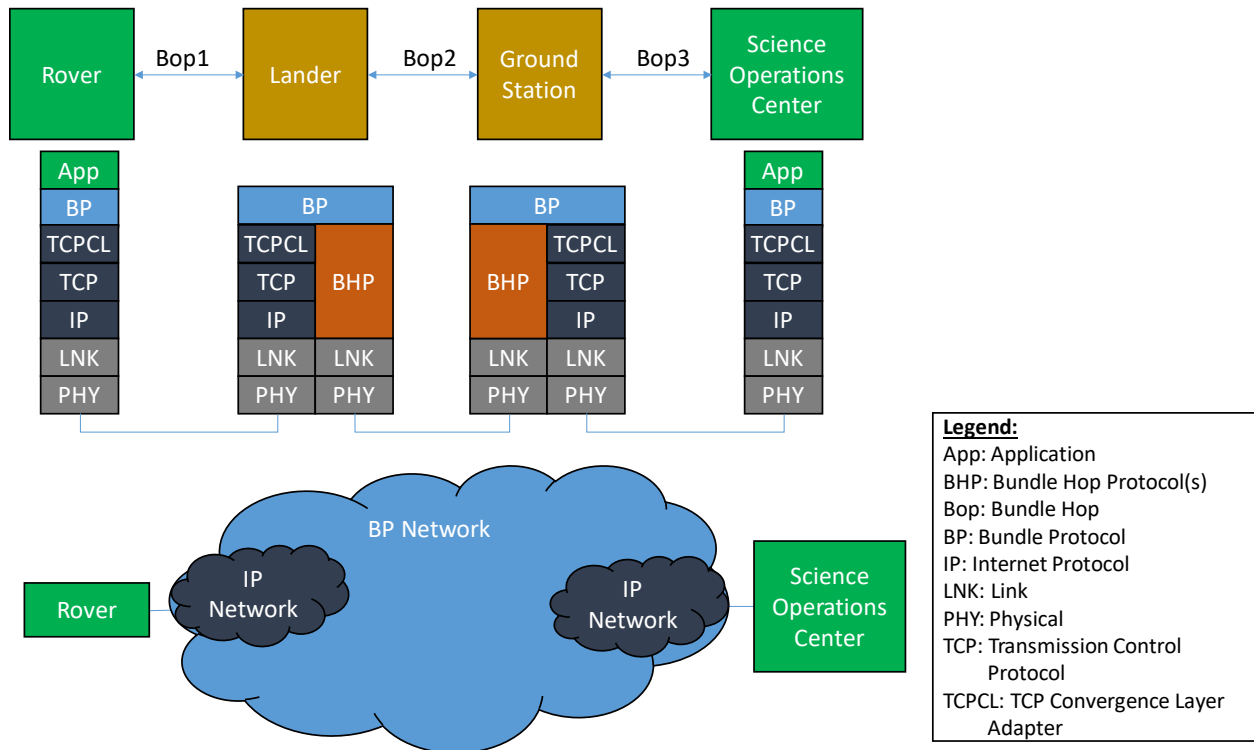 Rover
Bop1
Lander
Bop2
Ground
Station
Bop3
Science
Operations
Center
App
BP
TCPCL
TCP
IP
LNK
PHY
BP
TCPCL
TCP
IP
BHP
LNK
LNK
PHY
PHY
BP
BHP
TCPCL
TCP
IP
LNK
LNK
PHY
PHY
App
BP
TCPCL
TCP
IP
LNK
PHY
BP Network
IP
Network
IP
Network
Rover
Science
Operations
Center
Legend:
App: Application
BHP: Bundle Hop Protocol(s)
Bop: Bundle Hop
BP: Bundle Protocol
IP: Internet Protocol
LNK: Link
PHY: Physical
TCP: Transmission Control
Protocol
TCPCL: TCP Convergence Layer
Adapter